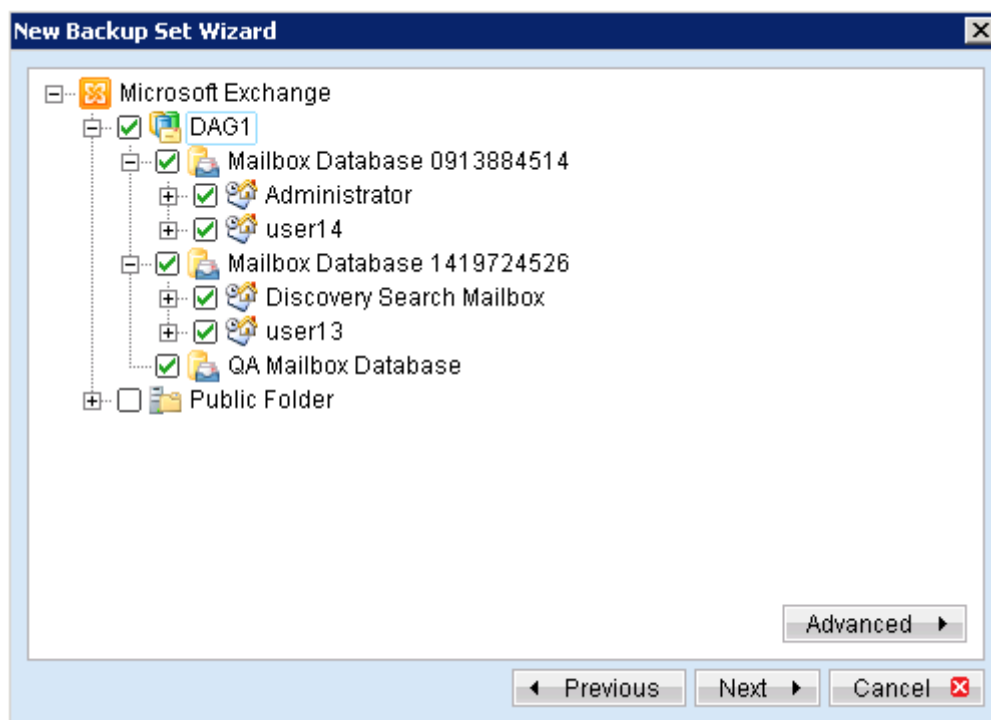 New Backup Set Wizard
Microsoft Exchange
DAG1
Mailbox Database 0913884514
Administrator
user14
Mailbox Database 1419724526
Discovery Search Mailbox
user13
QA Mailbox Database
Public Folder
Advanced
Previous Next Cancel